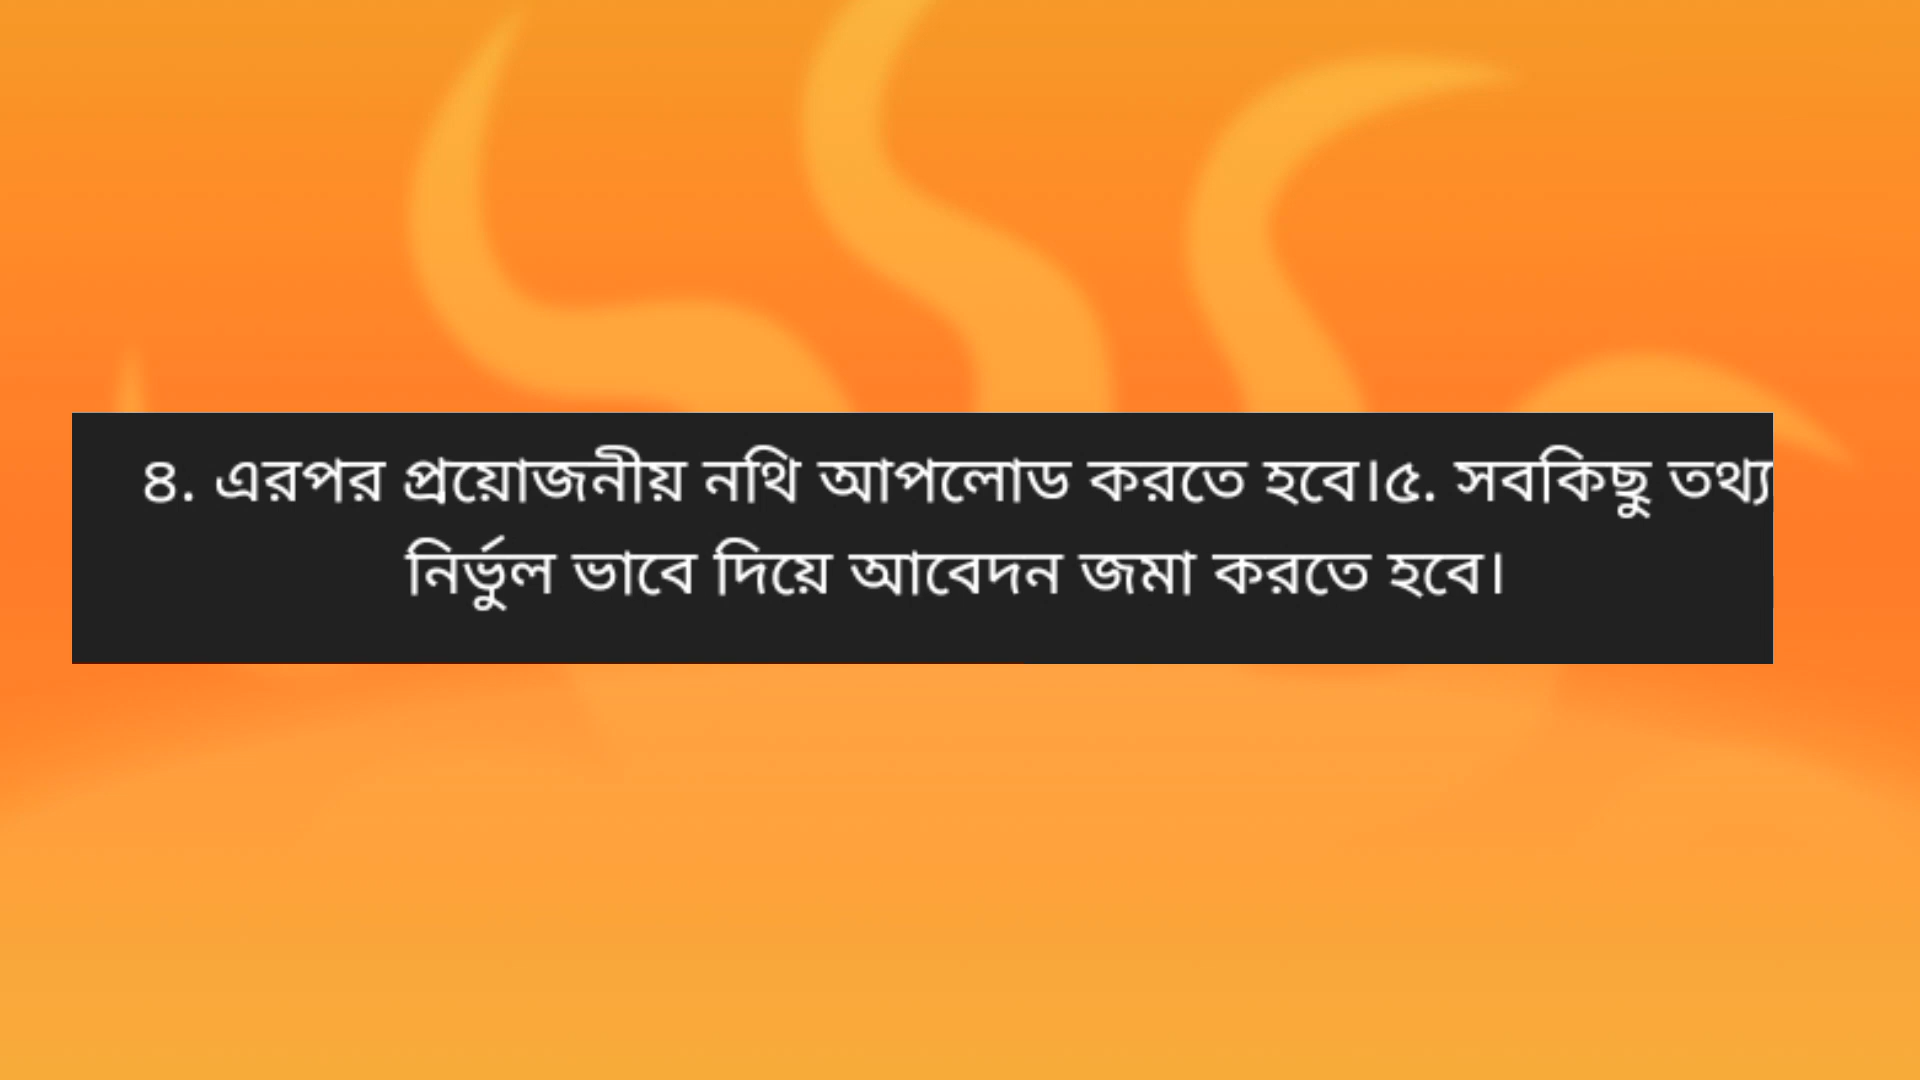 ৪. এরপর প্রয়োজনীয় নথি আপলোড করতে হবে।৫. সবকিছু তথ্য
নির্ভুল ভাবে দিয়ে আবেদন জমা করতে হবে।